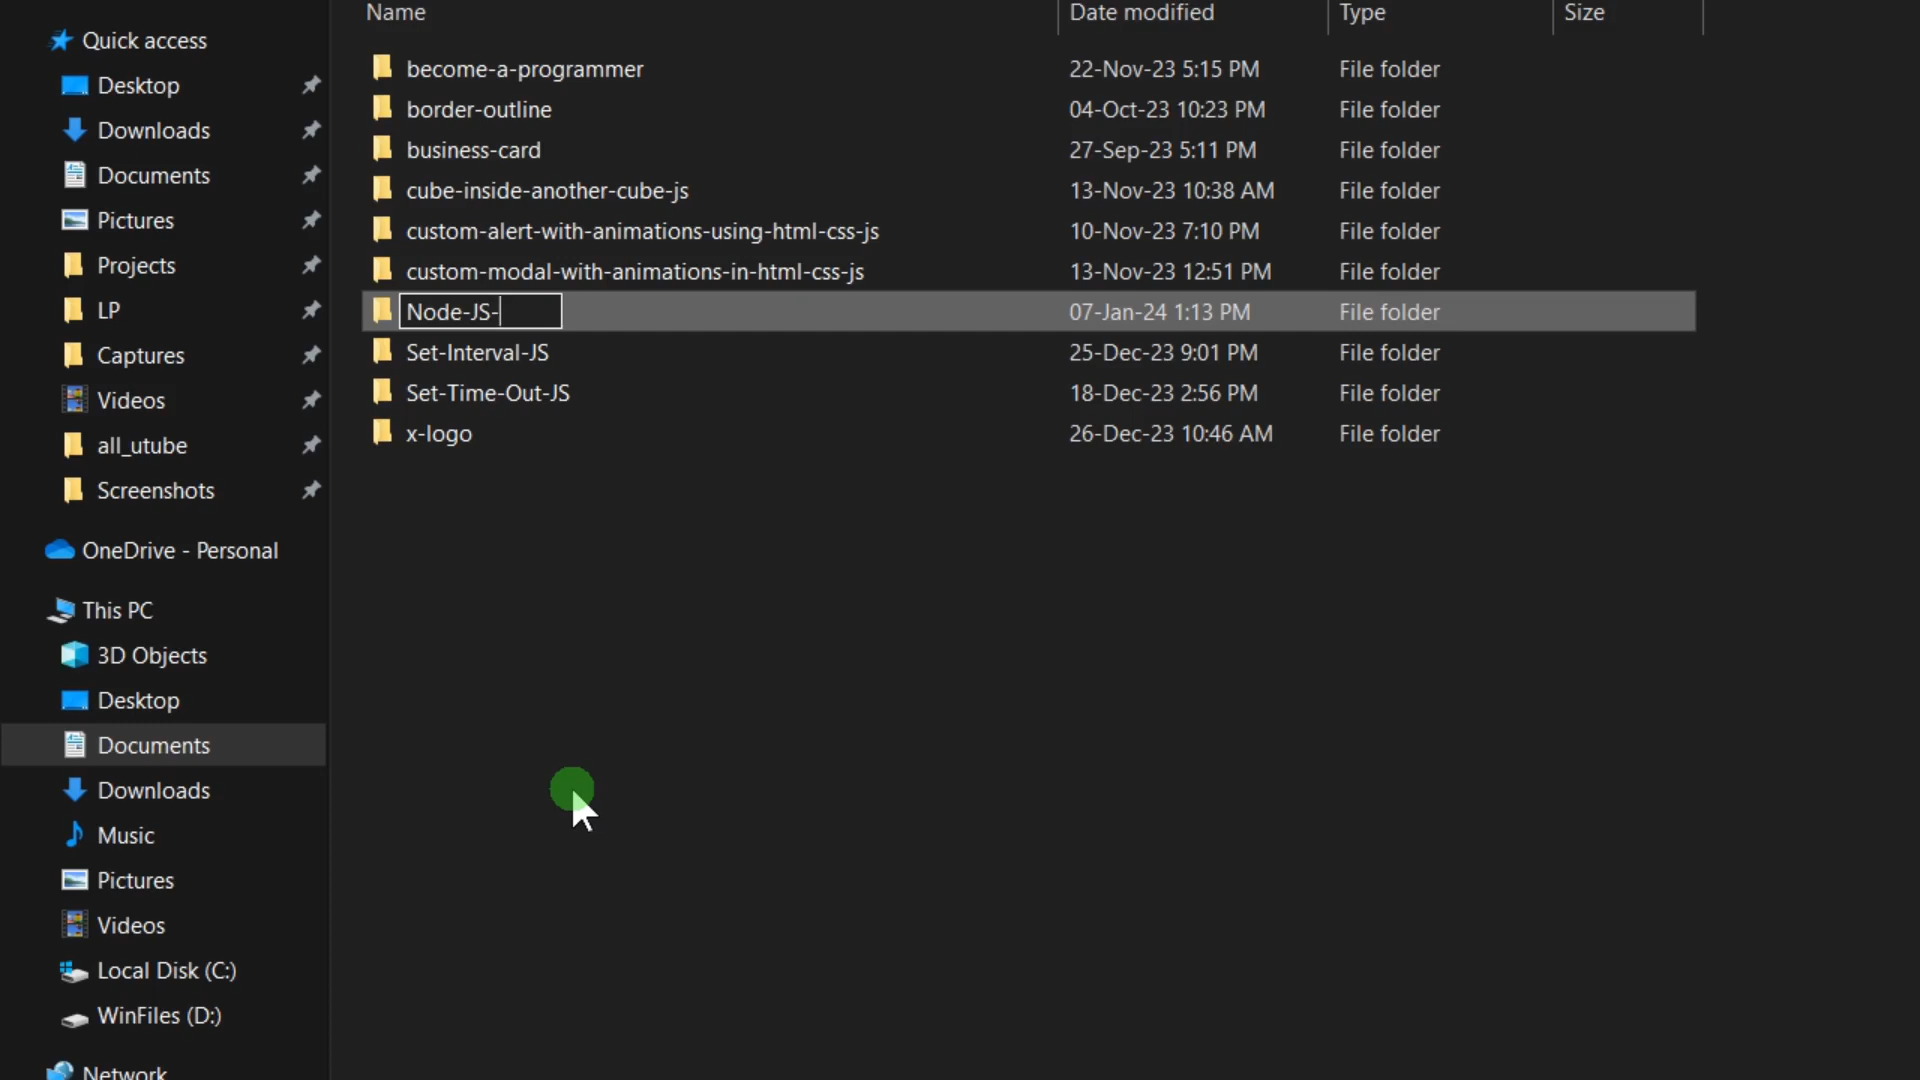 Name Date modified Type Size
Quick access
Desktop
Downloads
Documents
Pictures
Projects
LP
Captures
Videos
all_utube
Screenshots
OneDrive - Personal
This PC
3D Objects
Desktop
Documents
Downloads
Music
Pictures
Videos
Local Disk (C:)
WinFiles (D:)
Network
become-a-programmer 22-Nov-23 5:15 PM File folder
border-outline 04-Oct-23 10:23 PM File folder
business-card 27-Sep-23 5:11 PM File folder
cube-inside-another-cube-js 13-Nov-23 10:38 AM File folder
custom-alert-with-animations-using-html-css-js 10-Nov-23 7:10 PM File folder
custom-modal-with-animations-in-html-css-js 13-Nov-23 12:51 PM File folder
Node-JS- 07-Jan-24 1:13 PM File folder
Set-Interval-JS 25-Dec-23 9:01 PM File folder
Set-Time-Out-JS 18-Dec-23 2:56 PM File folder
x-logo 26-Dec-23 10:46 AM File folder